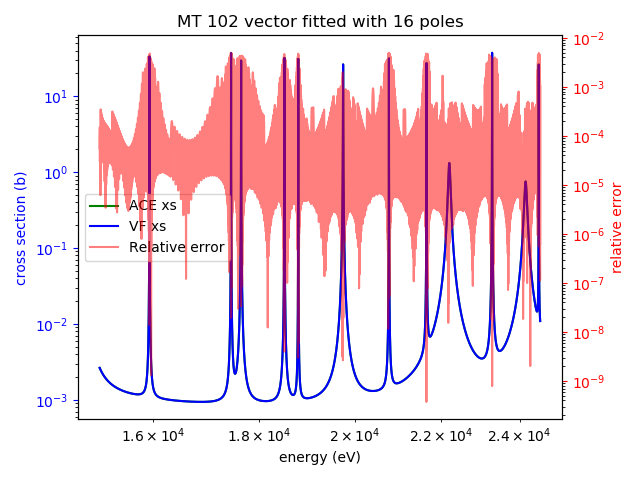 MT 102 vector fitted with 16 poles
10¹
10⁰
10⁻¹
10⁻²
10⁻³
cross section (b)
ACE xs
VF xs
Relative error
10⁻²
10⁻³
10⁻⁴
10⁻⁵
10⁻⁶
10⁻⁷
10⁻⁸
10⁻⁹
relative error
1.6 × 10⁴ 1.8 × 10⁴ 2 × 10⁴ 2.2 × 10⁴ 2.4 × 10⁴
energy (eV)